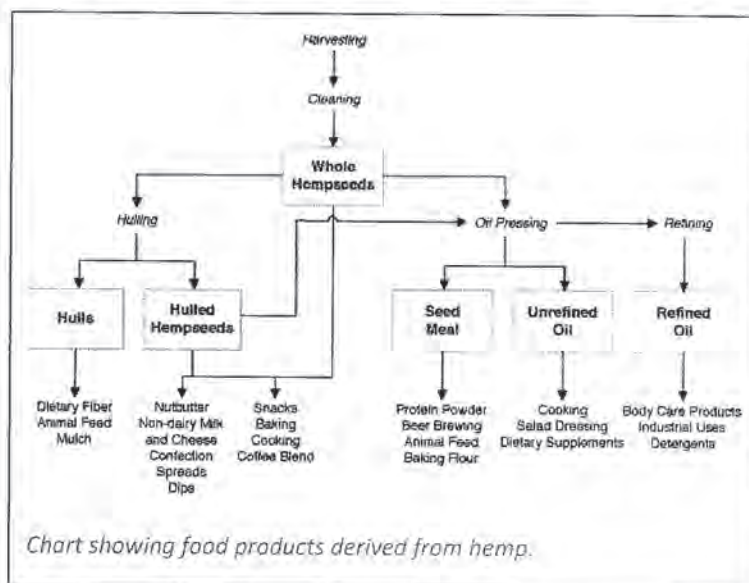 Harvesting
Cleaning
Whole
Hempseeds
Hulling
Oil Pressing
Refining
Hulls
Hulled
Hempseeds
Seed
Meal
Unrefined
Oil
Refined
Oil
Dietary Fiber
Animal Feed
Mulch
Nutbutter
Non-dairy Milk
and Cheese
Confection
Spreads
Dips
Snacks
Baking
Cooking
Coffee Blend
Protein Powder
Beer Brewing
Animal Feed
Baking Flour
Cooking
Salad Dressing
Dietary Supplements
Body Care Products
Industrial Uses
Detergents
Chart showing food products derived from hemp.